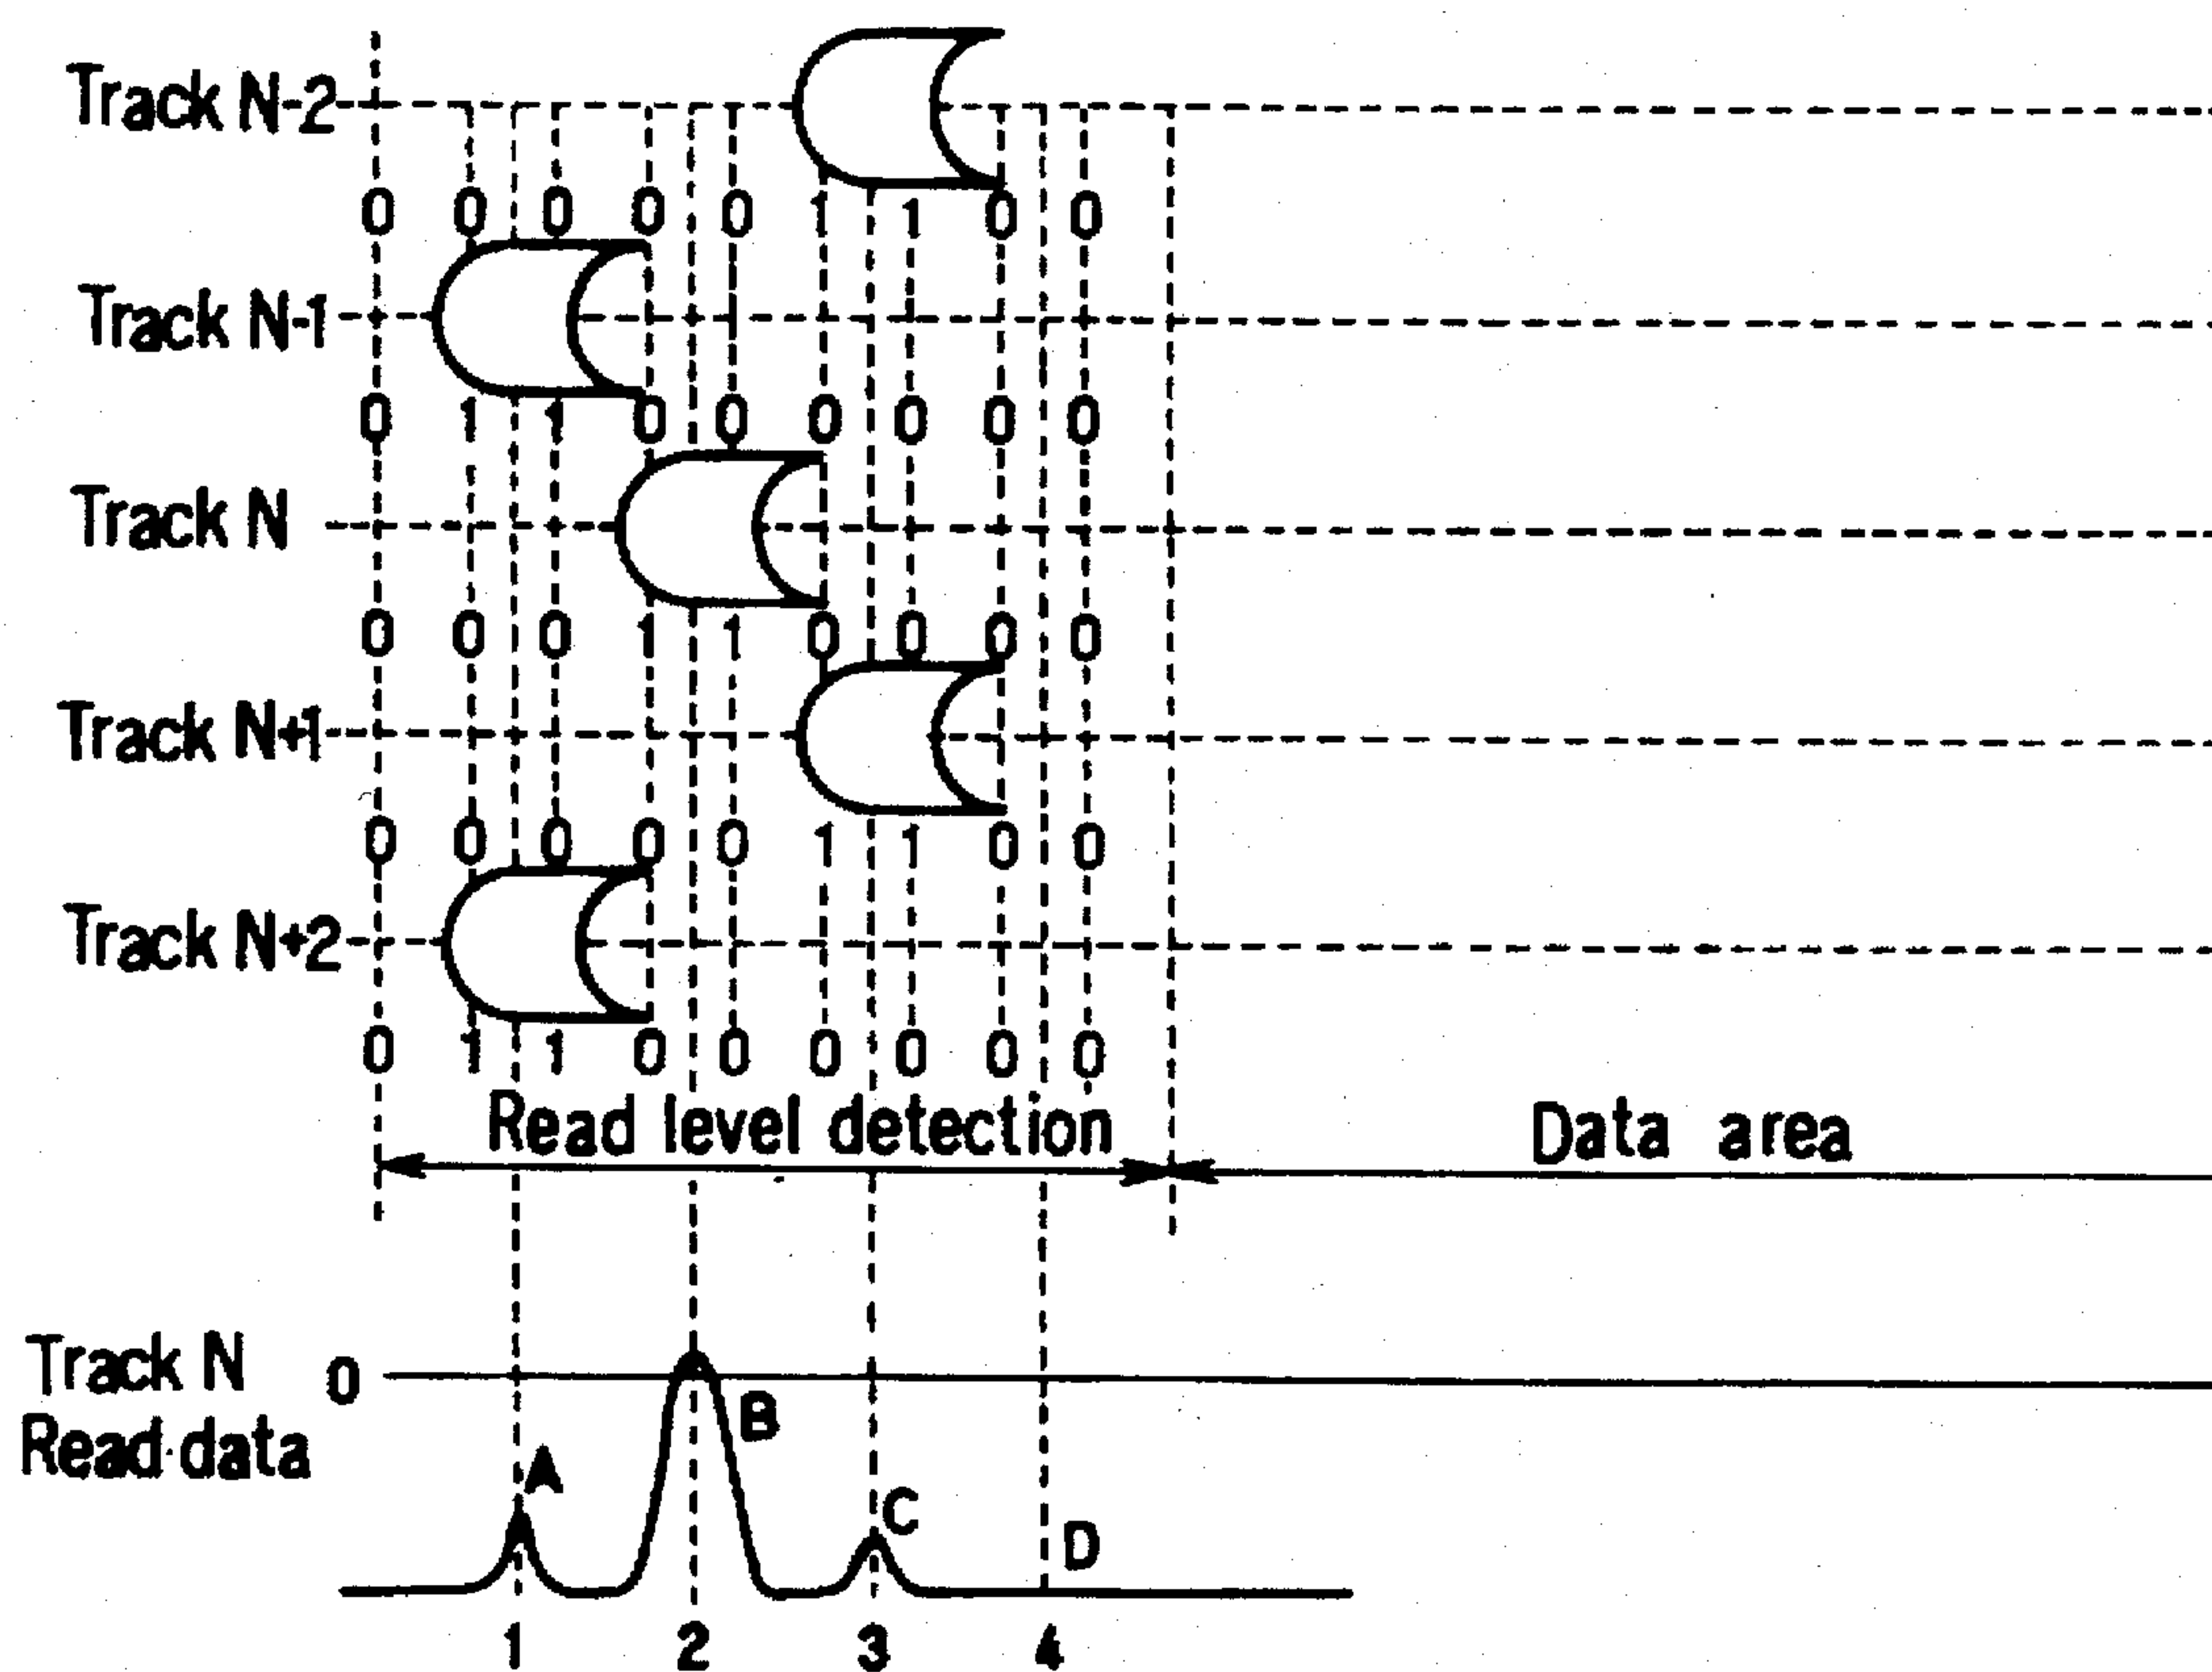 Track N-2
0 0 0 0 0 1 1 0 0
Track N-1
0 1 1 0 0 0 0 0 0
Track N
0 0 0 1 1 0 0 0 0
Track N+1
0 0 0 0 0 1 1 0 0
Track N+2
0 1 1 0 0 0 0 0 0
Read level detection Data area
Track N 0
Read data
A B C D
1 2 3 4